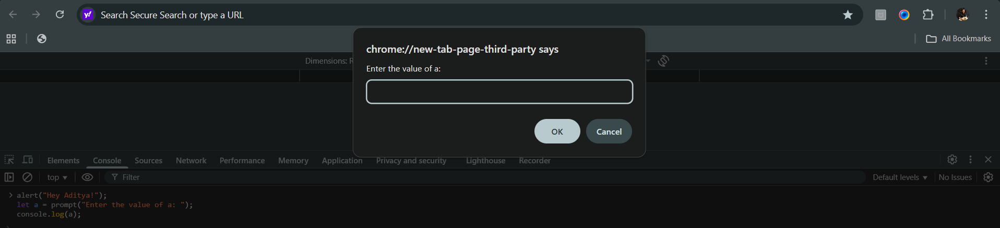 y!
Search Secure Search or type a URL
All Bookmarks
chrome://new-tab-page-third-party says
Enter the value of a:
OK
Cancel
Dimensions: R
Elements Console Sources Network Performance Memory Application Privacy and security Lighthouse Recorder
top Filter Default levels No Issues
alert("Hey Aditya!");
let a = prompt("Enter the value of a: ");
console.log(a);